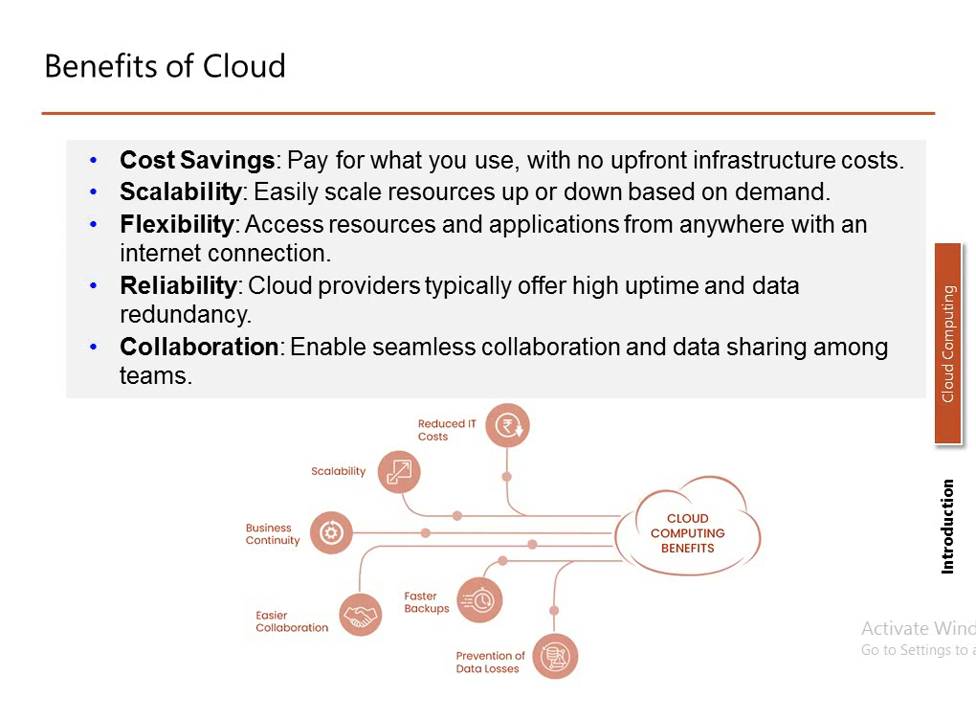 Benefits of Cloud
• Cost Savings: Pay for what you use, with no upfront infrastructure costs.
• Scalability: Easily scale resources up or down based on demand.
• Flexibility: Access resources and applications from anywhere with an
internet connection.
• Reliability: Cloud providers typically offer high uptime and data
redundancy.
• Collaboration: Enable seamless collaboration and data sharing among
teams.
Cloud Computing
Introduction
Reduced IT
Costs
Scalability
Business
Continuity
Easier
Collaboration
Faster
Backups
Prevention of
Data Losses
CLOUD
COMPUTING
BENEFITS
₹
Activate Wind
Go to Settings to a